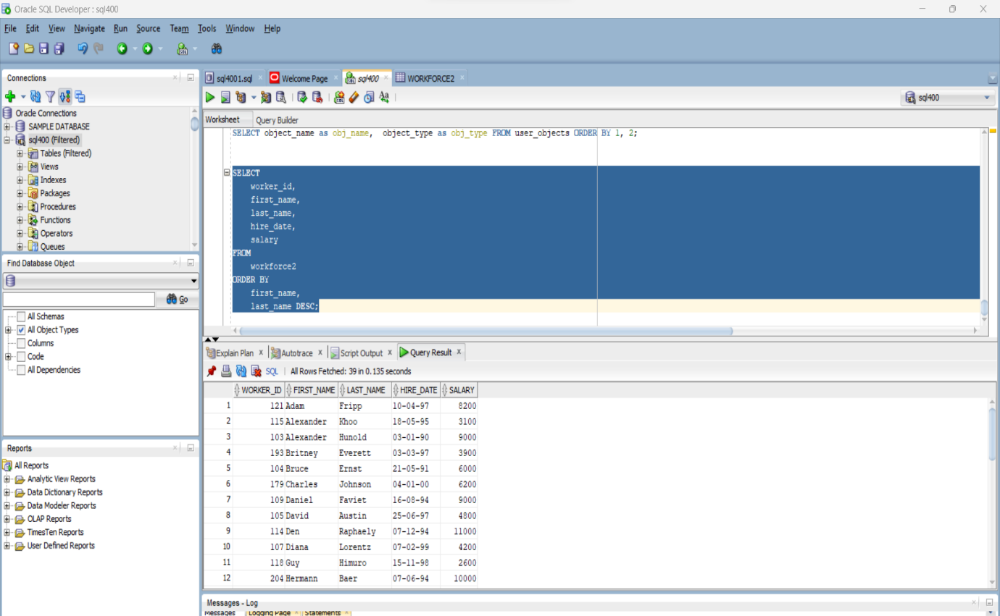 Oracle SQL Developer : sql400
File Edit View Navigate Run Source Team Tools Window Help
Connections
Oracle Connections
SAMPLE DATABASE
sql400 (Filtered)
Tables (Filtered)
Views
Indexes
Packages
Procedures
Functions
Operators
Queues
Find Database Object
Go
All Schemas
All Object Types
Columns
Code
All Dependencies
Reports
All Reports
Analytic View Reports
Data Dictionary Reports
Data Modeler Reports
OLAP Reports
TimesTen Reports
User Defined Reports
sql4001.sql Welcome Page sql400 WORKFORCE2
sql400
Worksheet Query Builder
SELECT object_name as obj_name, object_type as obj_type FROM user_objects ORDER BY 1, 2;
SELECT
worker_id,
first_name,
last_name,
hire_date,
salary
FROM
workforce2
ORDER BY
first_name,
last_name DESC;
Explain Plan Autotrace Script Output Query Result
SQL All Rows Fetched: 39 in 0.135 seconds
WORKER_ID FIRST_NAME LAST_NAME HIRE_DATE SALARY
1 121 Adam Fripp 10-04-97 8200
2 115 Alexander Khoo 18-05-95 3100
3 103 Alexander Hunold 03-01-90 9000
4 193 Britney Everett 03-03-97 3900
5 104 Bruce Ernst 21-05-91 6000
6 179 Charles Johnson 04-01-00 6200
7 109 Daniel Faviet 16-08-94 9000
8 105 David Austin 25-06-97 4800
9 114 Den Raphaely 07-12-94 11000
10 107 Diana Lorentz 07-02-99 4200
11 118 Guy Himuro 15-11-98 2600
12 204 Hermann Baer 07-06-94 10000
Messages - Log
Messages Logging Page Statements